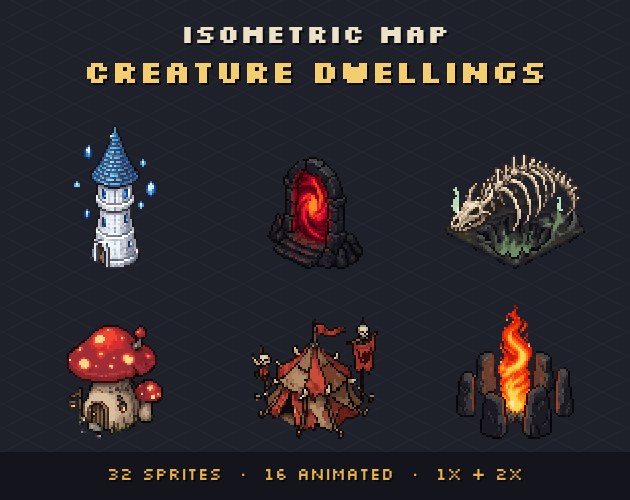 ISOMETRIC MAP
CREATURE DWELLINGS
32 SPRITES · 16 ANIMATED · 1X + 2X